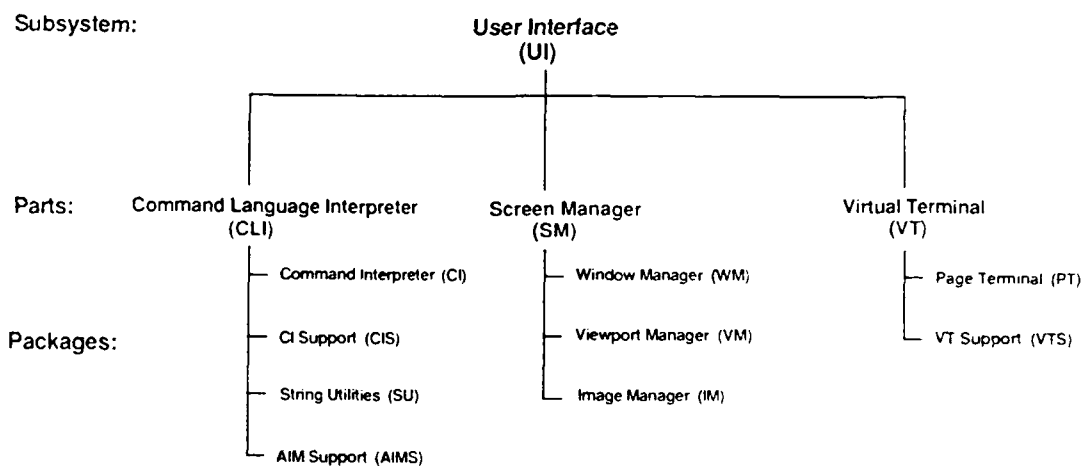 Subsystem:
User Interface
(UI)
Parts:
Command Language Interpreter
(CLI)
Screen Manager
(SM)
Virtual Terminal
(VT)
Packages:
Command Interpreter (CI)
CI Support (CIS)
String Utilities (SU)
AIM Support (AIMS)
Window Manager (WM)
Viewport Manager (VM)
Image Manager (IM)
Page Terminal (PT)
VT Support (VTS)